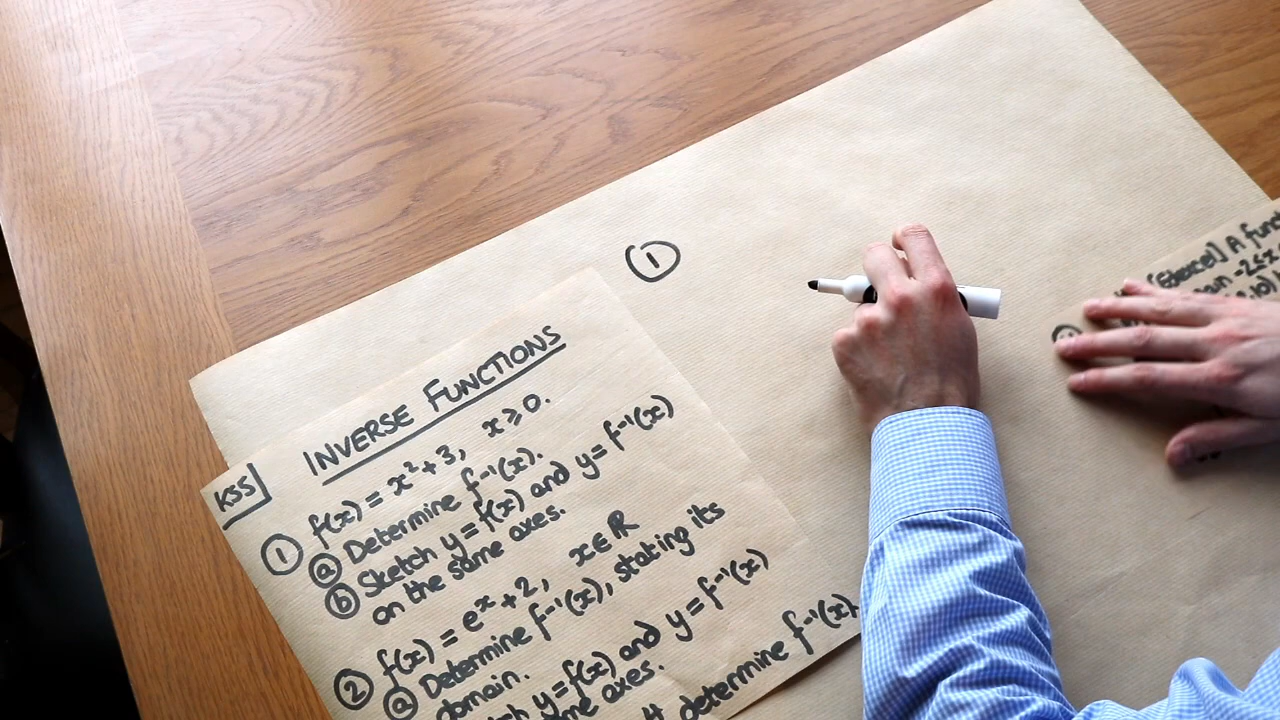 KS5
INVERSE FUNCTIONS
① f(x) = x² + 3, x ⩾ 0.
ⓐ Determine f⁻¹(x).
ⓑ Sketch y = f(x) and y = f⁻¹(x)
on the same axes.
② f(x) = eˣ + 2, x ∈ ℝ
ⓐ Determine f⁻¹(x), stating its
domain.
y = f(x) and y = f⁻¹(x)
axes.
determine f⁻¹(x).
①
[Edexcel] A func
-2≤x